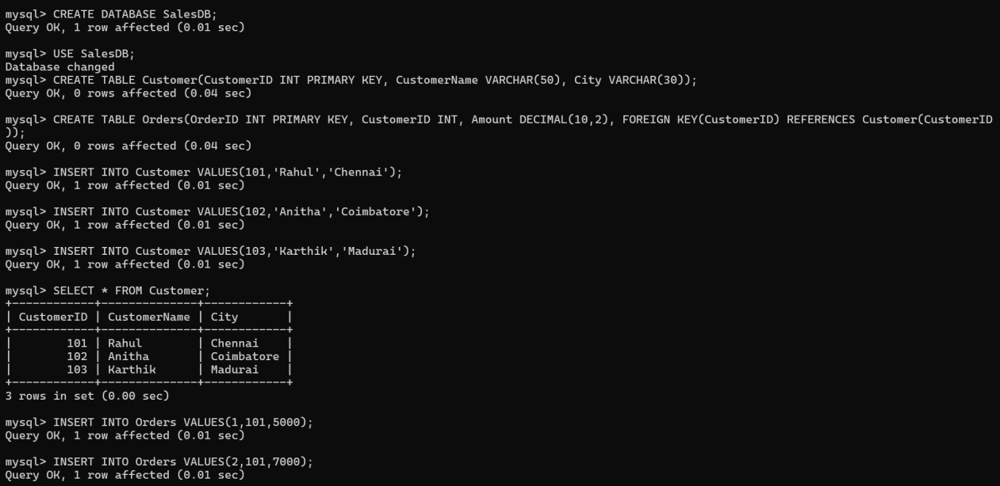 mysql> CREATE DATABASE SalesDB;
Query OK, 1 row affected (0.01 sec)
mysql> USE SalesDB;
Database changed
mysql> CREATE TABLE Customer(CustomerID INT PRIMARY KEY, CustomerName VARCHAR(50), City VARCHAR(30));
Query OK, 0 rows affected (0.04 sec)
mysql> CREATE TABLE Orders(OrderID INT PRIMARY KEY, CustomerID INT, Amount DECIMAL(10,2), FOREIGN KEY(CustomerID) REFERENCES Customer(CustomerID
));
Query OK, 0 rows affected (0.04 sec)
mysql> INSERT INTO Customer VALUES(101,'Rahul','Chennai');
Query OK, 1 row affected (0.01 sec)
mysql> INSERT INTO Customer VALUES(102,'Anitha','Coimbatore');
Query OK, 1 row affected (0.01 sec)
mysql> INSERT INTO Customer VALUES(103,'Karthik','Madurai');
Query OK, 1 row affected (0.01 sec)
mysql> SELECT * FROM Customer;
+------------+--------------+------------+
| CustomerID | CustomerName | City       |
+------------+--------------+------------+
|        101 | Rahul        | Chennai    |
|        102 | Anitha       | Coimbatore |
|        103 | Karthik      | Madurai    |
+------------+--------------+------------+
3 rows in set (0.00 sec)
mysql> INSERT INTO Orders VALUES(1,101,5000);
Query OK, 1 row affected (0.01 sec)
mysql> INSERT INTO Orders VALUES(2,101,7000);
Query OK, 1 row affected (0.01 sec)